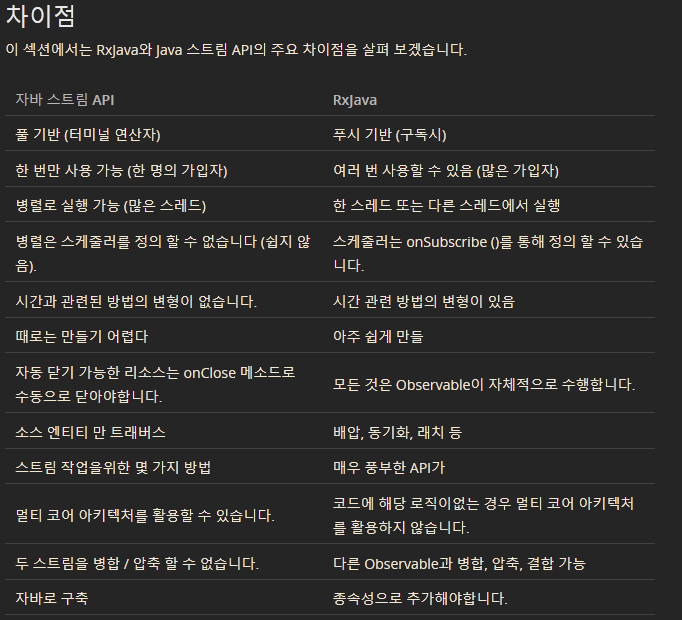 차이점
이 섹션에서는 RxJava와 Java 스트림 API의 주요 차이점을 살펴 보겠습니다.
자바 스트림 API
RxJava
풀 기반 (터미널 연산자)
푸시 기반 (구독시)
한 번만 사용 가능 (한 명의 가입자)
여러 번 사용할 수 있음 (많은 가입자)
병렬로 실행 가능 (많은 스레드)
한 스레드 또는 다른 스레드에서 실행
병렬은 스케줄러를 정의 할 수 없습니다 (쉽지 않
음).
스케줄러는 onSubscribe ()를 통해 정의 할 수 있습
니다.
시간과 관련된 방법의 변형이 없습니다.
시간 관련 방법의 변형이 있음
때로는 만들기 어렵다
아주 쉽게 만들
자동 닫기 가능한 리소스는 onClose 메소드로
수동으로 닫아야합니다.
모든 것은 Observable이 자체적으로 수행합니다.
소스 엔티티 만 트래버스
배압, 동기화, 래치 등
스트림 작업을위한 몇 가지 방법
매우 풍부한 API가
멀티 코어 아키텍처를 활용할 수 있습니다.
코드에 해당 로직이없는 경우 멀티 코어 아키텍처
를 활용하지 않습니다.
두 스트림을 병합 / 압축 할 수 없습니다.
다른 Observable과 병합, 압축, 결합 가능
자바로 구축
종속성으로 추가해야합니다.